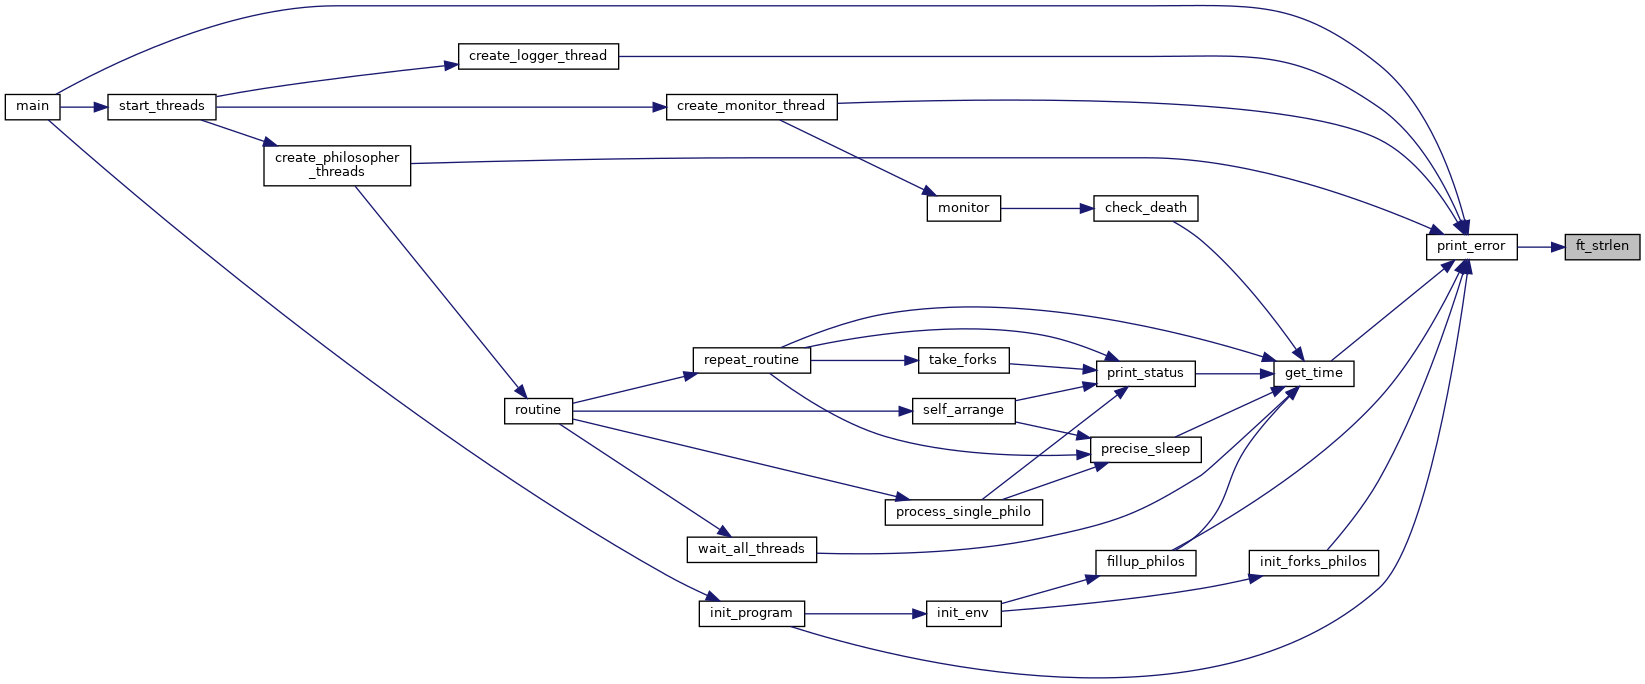 main
start_threads
create_logger_thread
create_monitor_thread
create_philosopher
_threads
monitor
check_death
print_error
ft_strlen
repeat_routine
take_forks
print_status
get_time
routine
self_arrange
precise_sleep
process_single_philo
wait_all_threads
fillup_philos
init_forks_philos
init_program
init_env